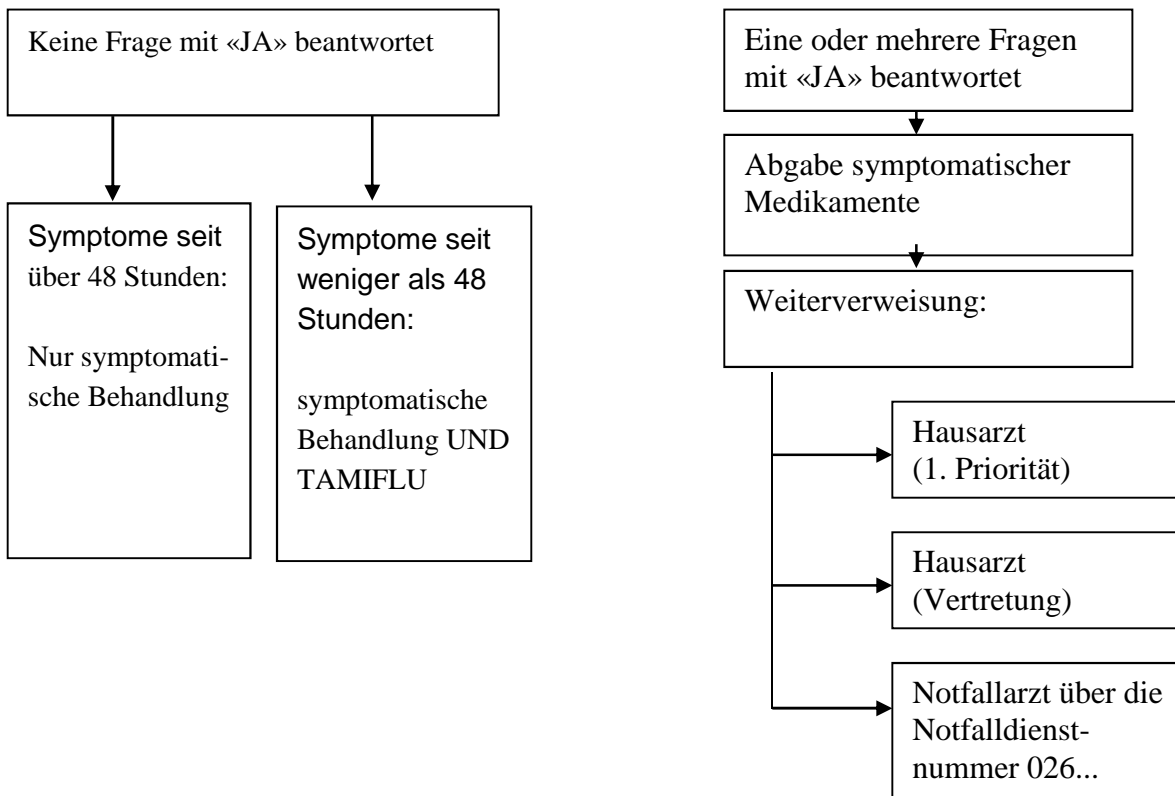 Keine Frage mit «JA» beantwortet
Symptome seit
über 48 Stunden:
Nur symptomati-
sche Behandlung
Symptome seit
weniger als 48
Stunden:
symptomatische
Behandlung UND
TAMIFLU
Eine oder mehrere Fragen
mit «JA» beantwortet
Abgabe symptomatischer
Medikamente
Weiterverweisung:
Hausarzt
(1. Priorität)
Hausarzt
(Vertretung)
Notfallarzt über die
Notfalldienst-
nummer 026...